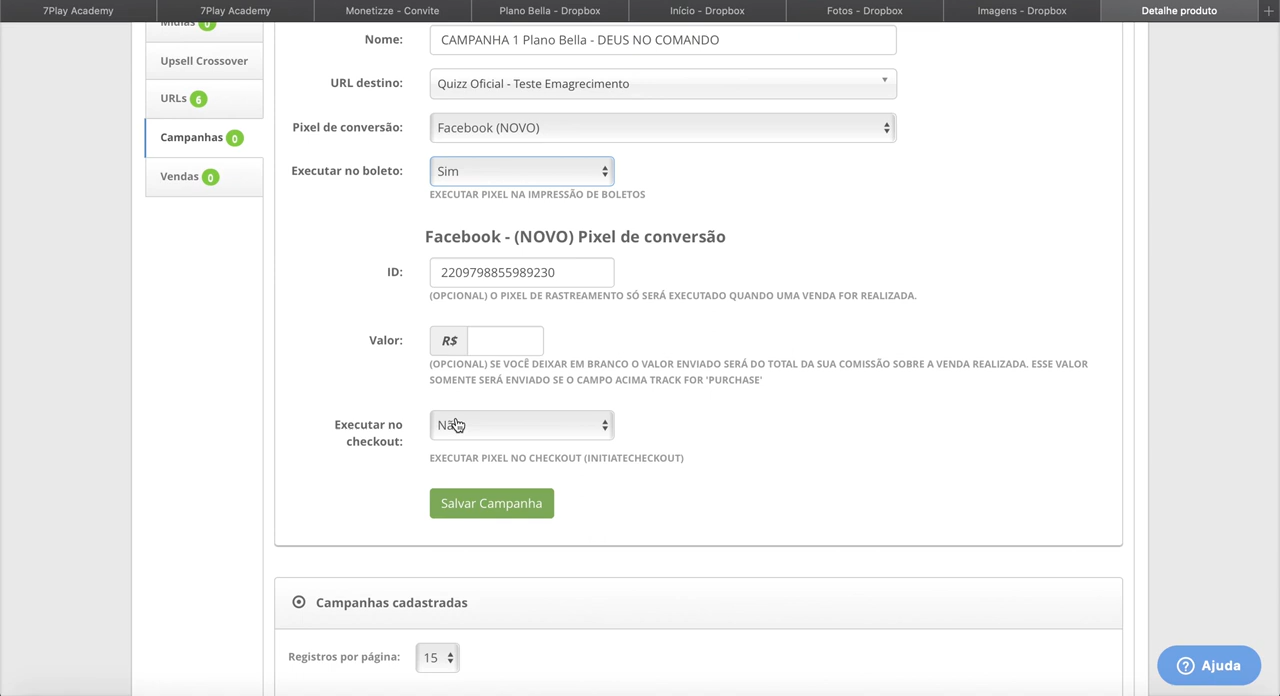 7Play Academy
7Play Academy
Monetizze - Convite
Plano Bella - Dropbox
Início - Dropbox
Fotos - Dropbox
Imagens - Dropbox
Detalhe produto
Mídias 0
Upsell Crossover
URLs 6
Campanhas 0
Vendas 0
Nome:
CAMPANHA 1 Plano Bella - DEUS NO COMANDO
URL destino:
Quizz Oficial - Teste Emagrecimento
Pixel de conversão:
Facebook (NOVO)
Executar no boleto:
Sim
EXECUTAR PIXEL NA IMPRESSÃO DE BOLETOS
Facebook - (NOVO) Pixel de conversão
ID:
2209798855989230
(OPCIONAL) O PIXEL DE RASTREAMENTO SÓ SERÁ EXECUTADO QUANDO UMA VENDA FOR REALIZADA.
Valor:
R$
(OPCIONAL) SE VOCÊ DEIXAR EM BRANCO O VALOR ENVIADO SERÁ DO TOTAL DA SUA COMISSÃO SOBRE A VENDA REALIZADA. ESSE VALOR
SOMENTE SERÁ ENVIADO SE O CAMPO ACIMA TRACK FOR 'PURCHASE'
Executar no
checkout:
Não
EXECUTAR PIXEL NO CHECKOUT (INITIATECHECKOUT)
Salvar Campanha
Campanhas cadastradas
Registros por página:
15
Ajuda